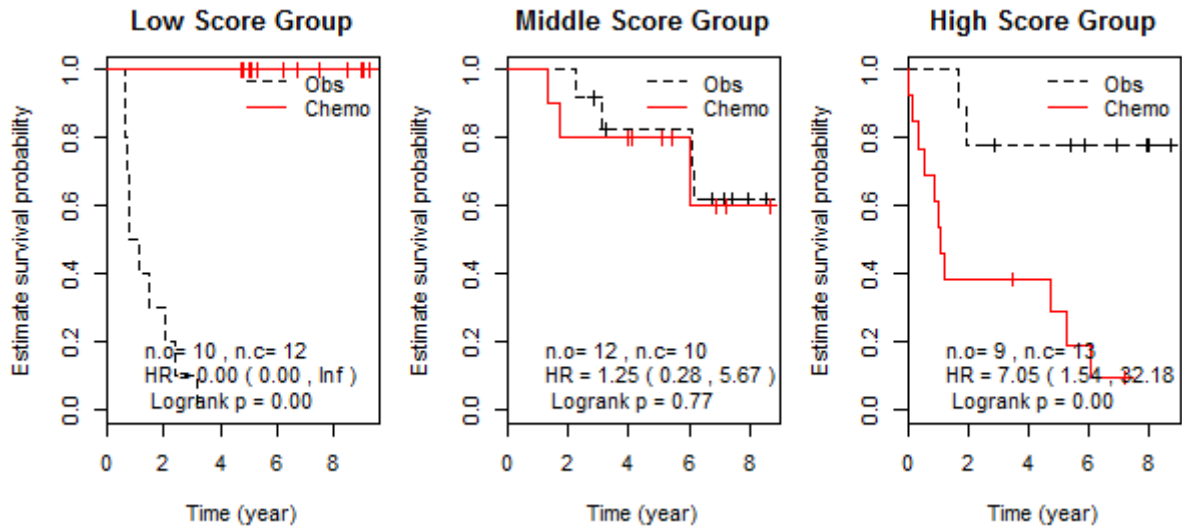 Low Score Group
Estimate survival probability
1.0
0.8
0.6
0.4
0.2
0.0
Obs
Chemo
n.o= 10 , n.c= 12
HR = 0.00 ( 0.00 , Inf )
Logrank p = 0.00
0 2 4 6 8
Time (year)
Middle Score Group
Estimate survival probability
1.0
0.8
0.6
0.4
0.2
0.0
Obs
Chemo
n.o= 12 , n.c= 10
HR = 1.25 ( 0.28 , 5.67 )
Logrank p = 0.77
0 2 4 6 8
Time (year)
High Score Group
Estimate survival probability
1.0
0.8
0.6
0.4
0.2
0.0
Obs
Chemo
n.o= 9 , n.c= 13
HR = 7.05 ( 1.54 , 32.18
Logrank p = 0.00
0 2 4 6 8
Time (year)